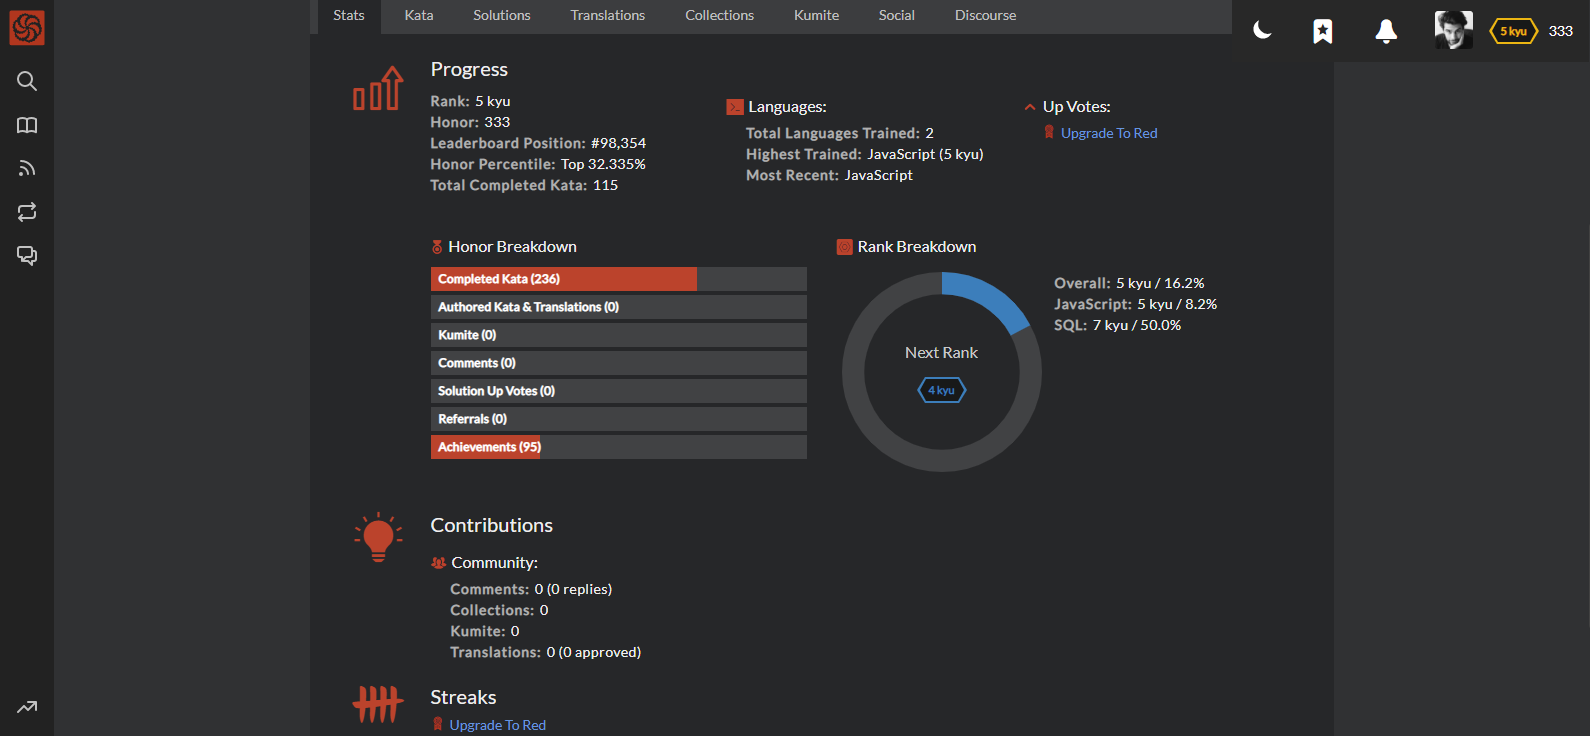 Stats Kata Solutions Translations Collections Kumite Social Discourse
5 kyu 333
Progress
Rank: 5 kyu
Honor: 333
Leaderboard Position: #98,354
Honor Percentile: Top 32.335%
Total Completed Kata: 115
Languages:
Total Languages Trained: 2
Highest Trained: JavaScript (5 kyu)
Most Recent: JavaScript
Up Votes:
Upgrade To Red
Honor Breakdown
Completed Kata (236)
Authored Kata & Translations (0)
Kumite (0)
Comments (0)
Solution Up Votes (0)
Referrals (0)
Achievements (95)
Rank Breakdown
Next Rank
4 kyu
Overall: 5 kyu / 16.2%
JavaScript: 5 kyu / 8.2%
SQL: 7 kyu / 50.0%
Contributions
Community:
Comments: 0 (0 replies)
Collections: 0
Kumite: 0
Translations: 0 (0 approved)
Streaks
Upgrade To Red